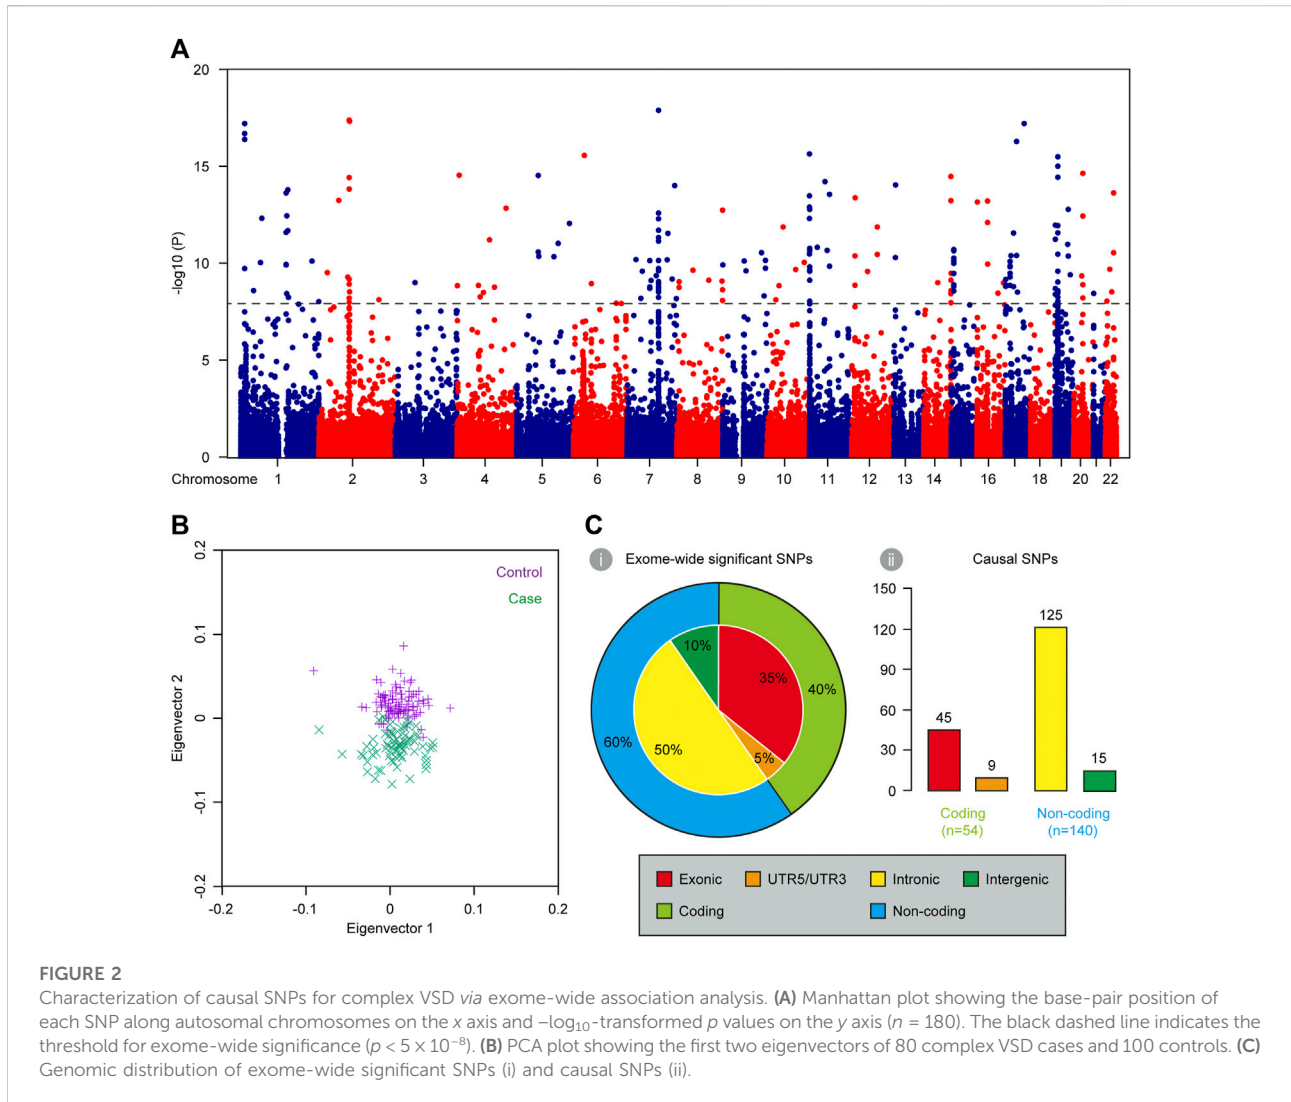 A
20
15
10
5
0
-log10 (P)
Chromosome 1 2 3 4 5 6 7 8 9 10 11 12 13 14 16 18 20 22
B
0.2
0.1
0
-0.1
-0.2
Eigenvector 2
Control
Case
-0.2 -0.1 0 0.1 0.2
Eigenvector 1
C
i Exome-wide significant SNPs
10%
35%
40%
5%
50%
60%
ii Causal SNPs
150
120
90
60
30
0
45
9
125
15
Coding
(n=54)
Non-coding
(n=140)
Exonic UTR5/UTR3 Intronic Intergenic
Coding Non-coding
FIGURE 2
Characterization of causal SNPs for complex VSD via exome-wide association analysis. (A) Manhattan plot showing the base-pair position of
each SNP along autosomal chromosomes on the x axis and –log₁₀-transformed p values on the y axis (n = 180). The black dashed line indicates the
threshold for exome-wide significance (p < 5 × 10⁻⁸). (B) PCA plot showing the first two eigenvectors of 80 complex VSD cases and 100 controls. (C)
Genomic distribution of exome-wide significant SNPs (i) and causal SNPs (ii).